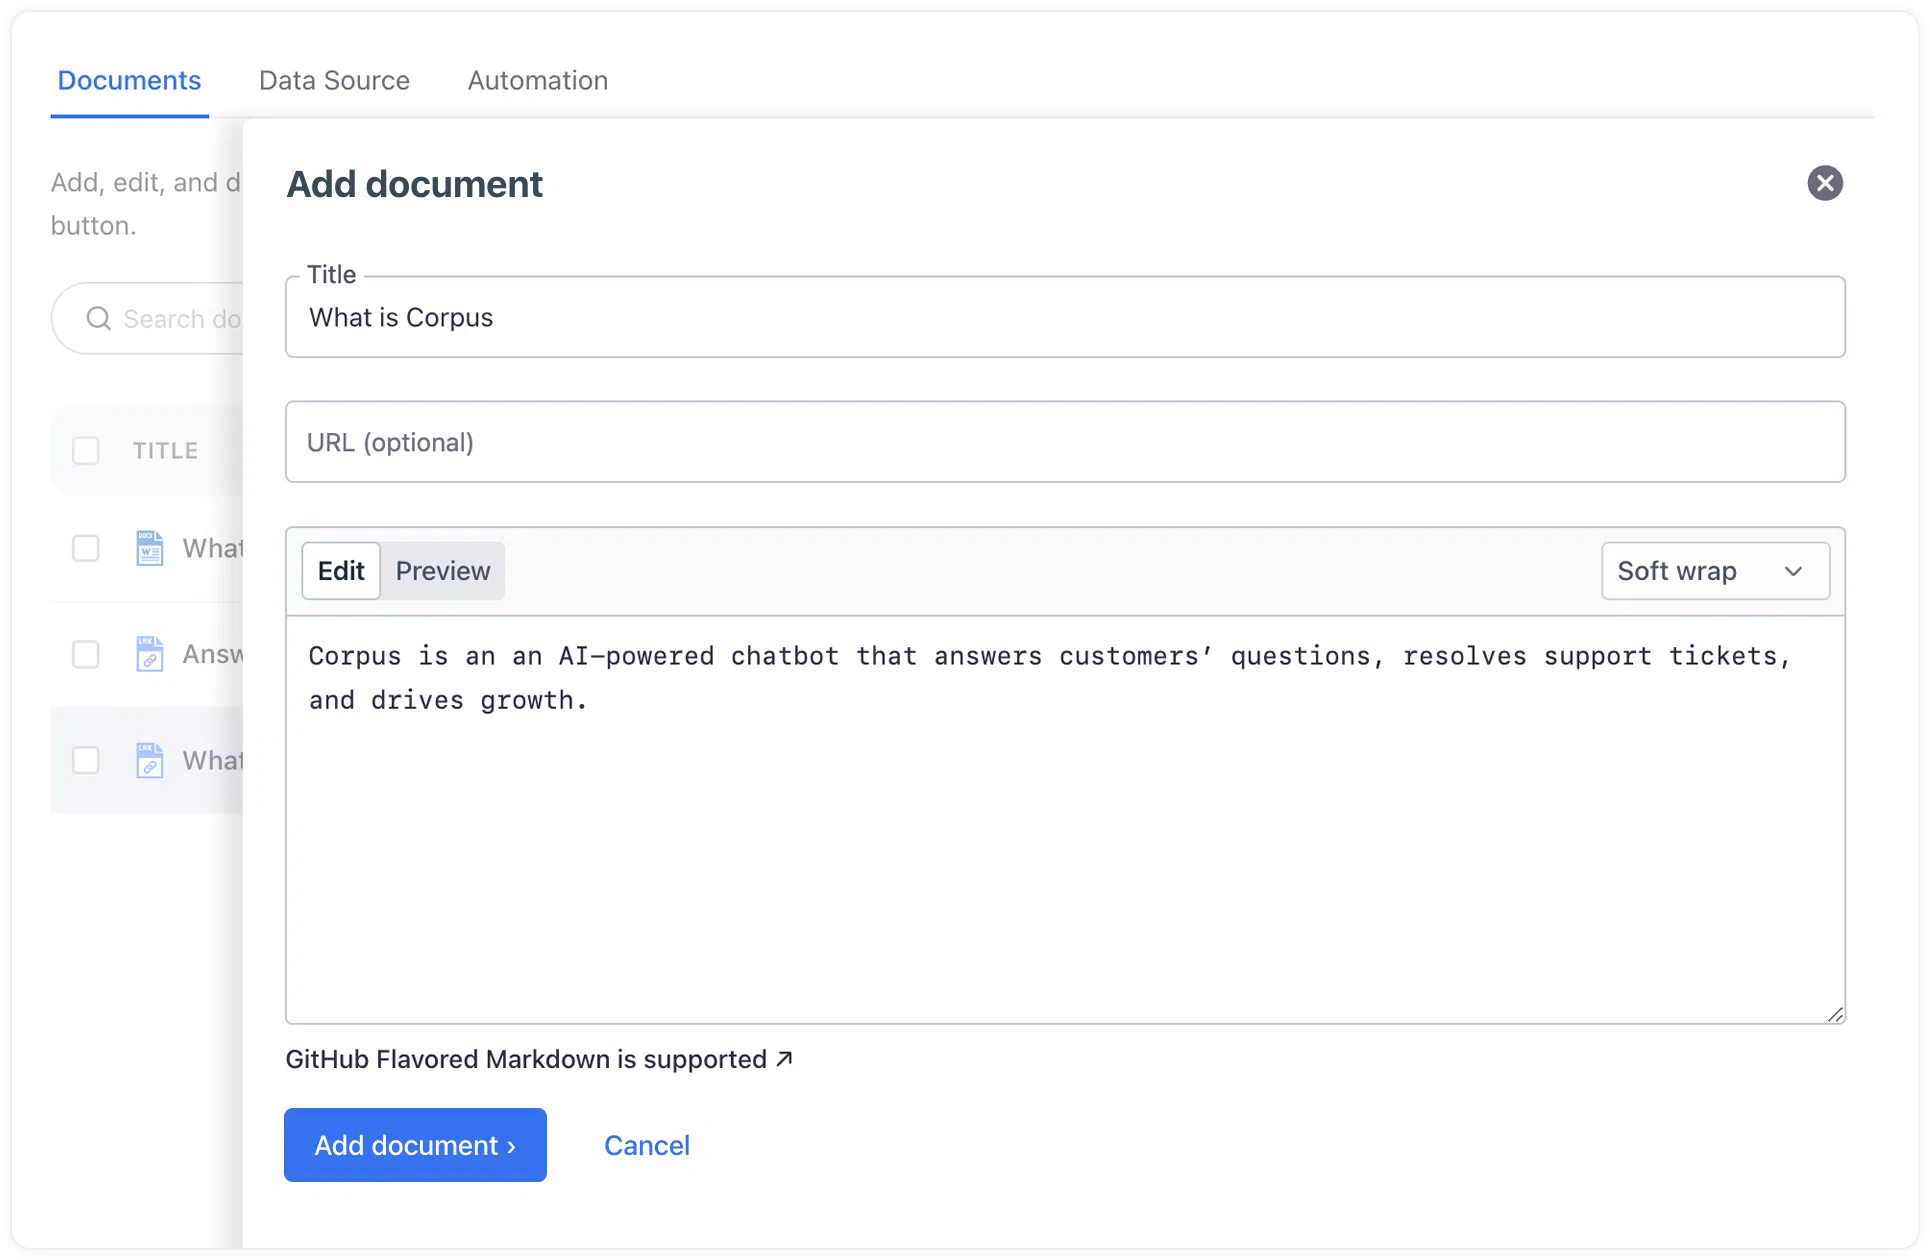 Documents Data Source Automation
Add, edit, and d
button.
Search do
TITLE
What
Answ
What
Add document
Title
What is Corpus
URL (optional)
Edit Preview Soft wrap
Corpus is an an AI-powered chatbot that answers customers’ questions, resolves support tickets,
and drives growth.
GitHub Flavored Markdown is supported ↗
Add document ›
Cancel